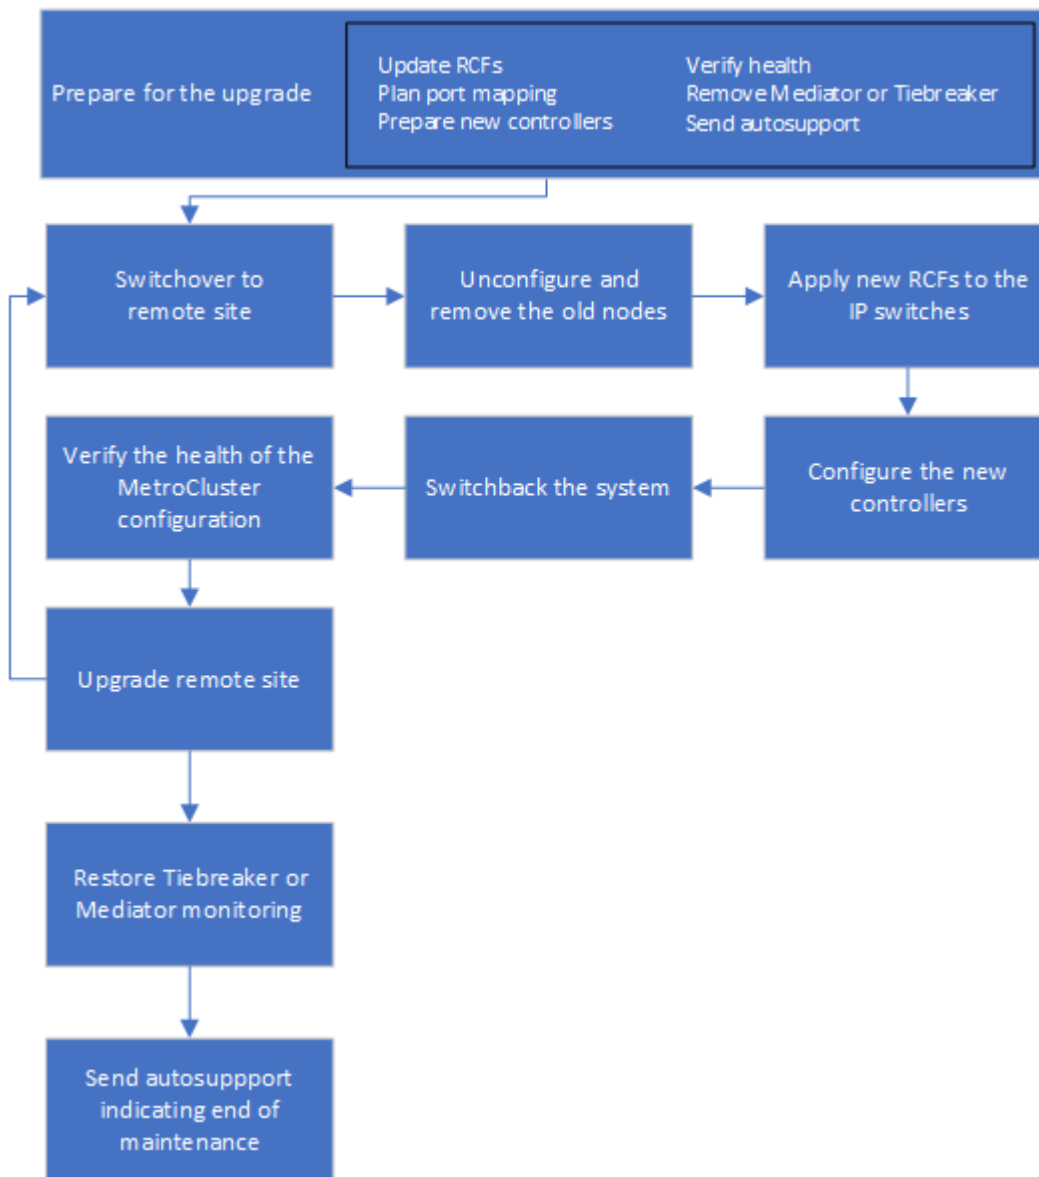 Prepare for the upgrade
Update RCFs
Plan port mapping
Prepare new controllers
Verify health
Remove Mediator or Tiebreaker
Send autosupport
Switchover to
remote site
Unconfigure and
remove the old nodes
Apply new RCFs to the
IP switches
Configure the new
controllers
Switchback the system
Verify the health of the
MetroCluster
configuration
Upgrade remote site
Restore Tiebreaker or
Mediator monitoring
Send autosuppport
indicating end of
maintenance